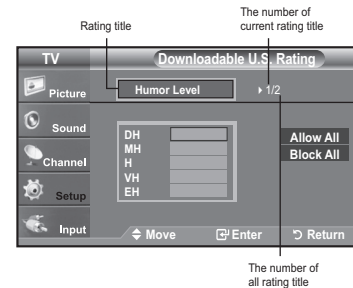 The number of
current rating title
Rating title
TV
Downloadable U.S. Rating
Picture
Humor Level
1/2
Sound
DH
Allow All
MH
Block All
Channel
H
VH
Setup
EH
Input
Move
Enter
Return
The number of
all rating title